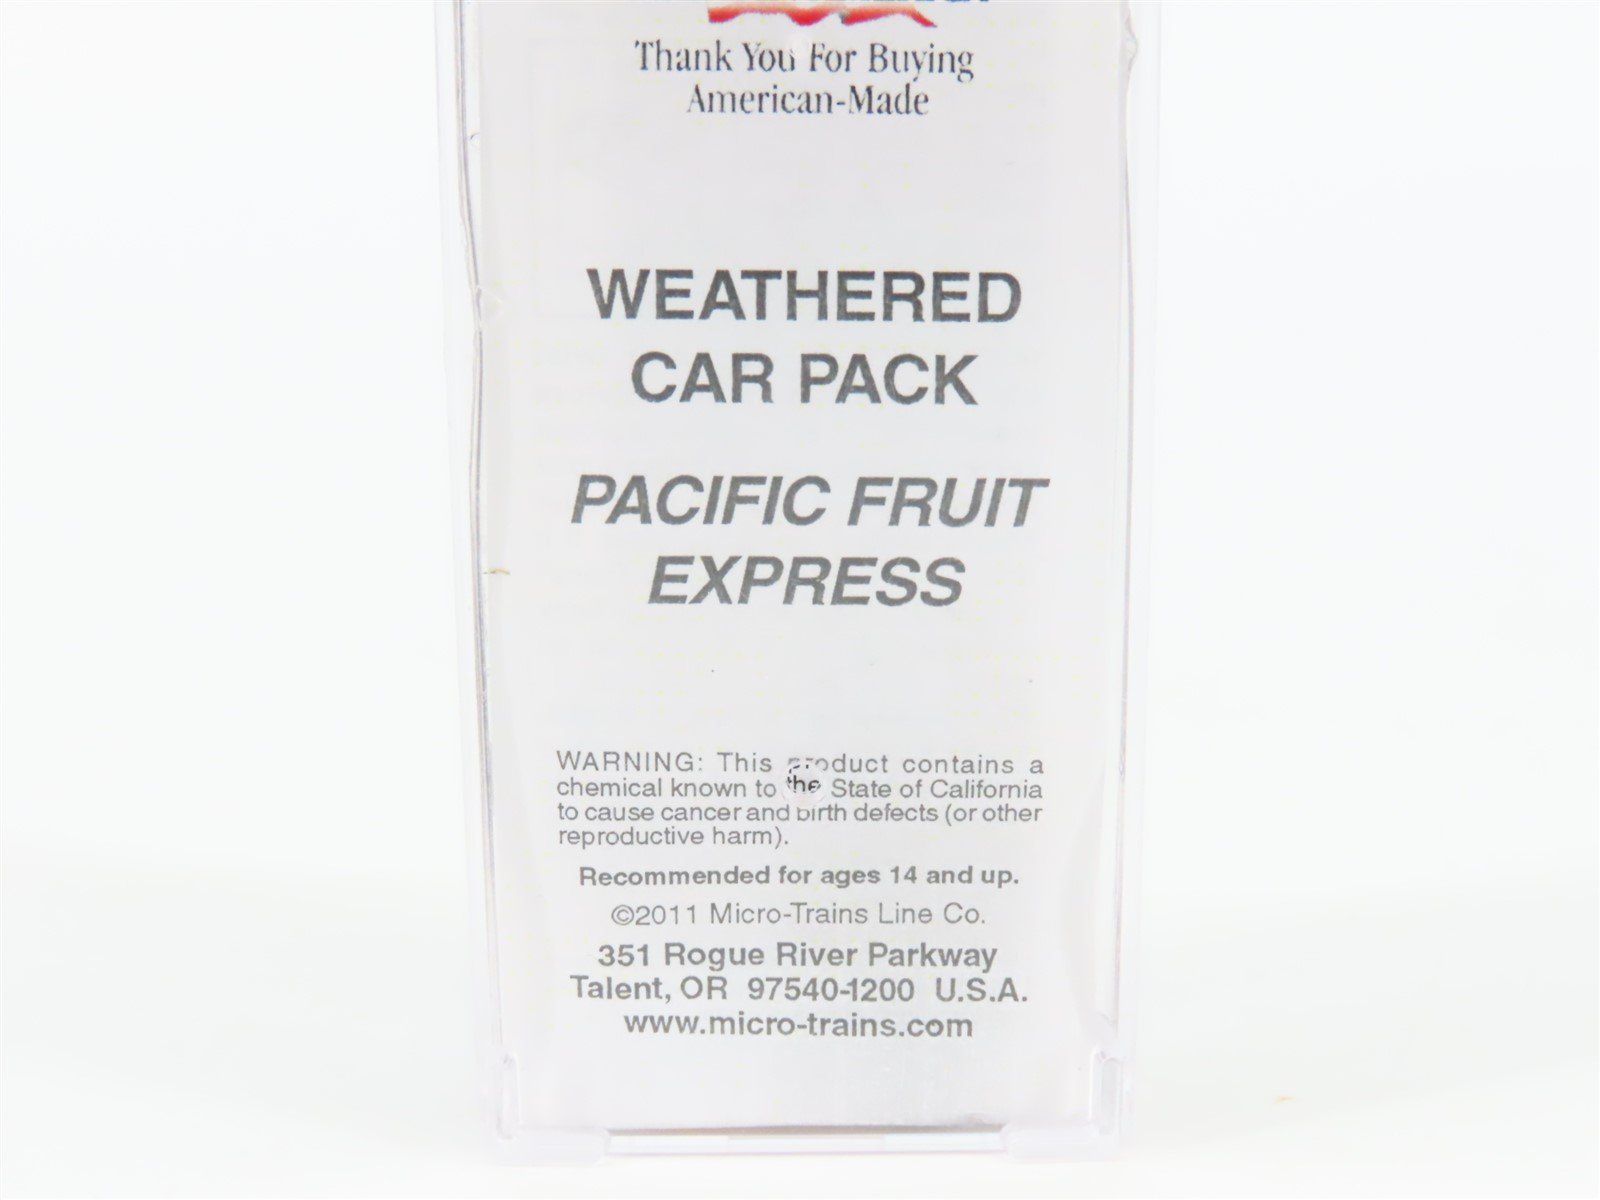 Thank You For Buying
American-Made
WEATHERED
CAR PACK
PACIFIC FRUIT
EXPRESS
WARNING: This product contains a
chemical known to the State of California
to cause cancer and birth defects (or other
reproductive harm).
Recommended for ages 14 and up.
©2011 Micro-Trains Line Co.
351 Rogue River Parkway
Talent, OR 97540-1200 U.S.A.
www.micro-trains.com